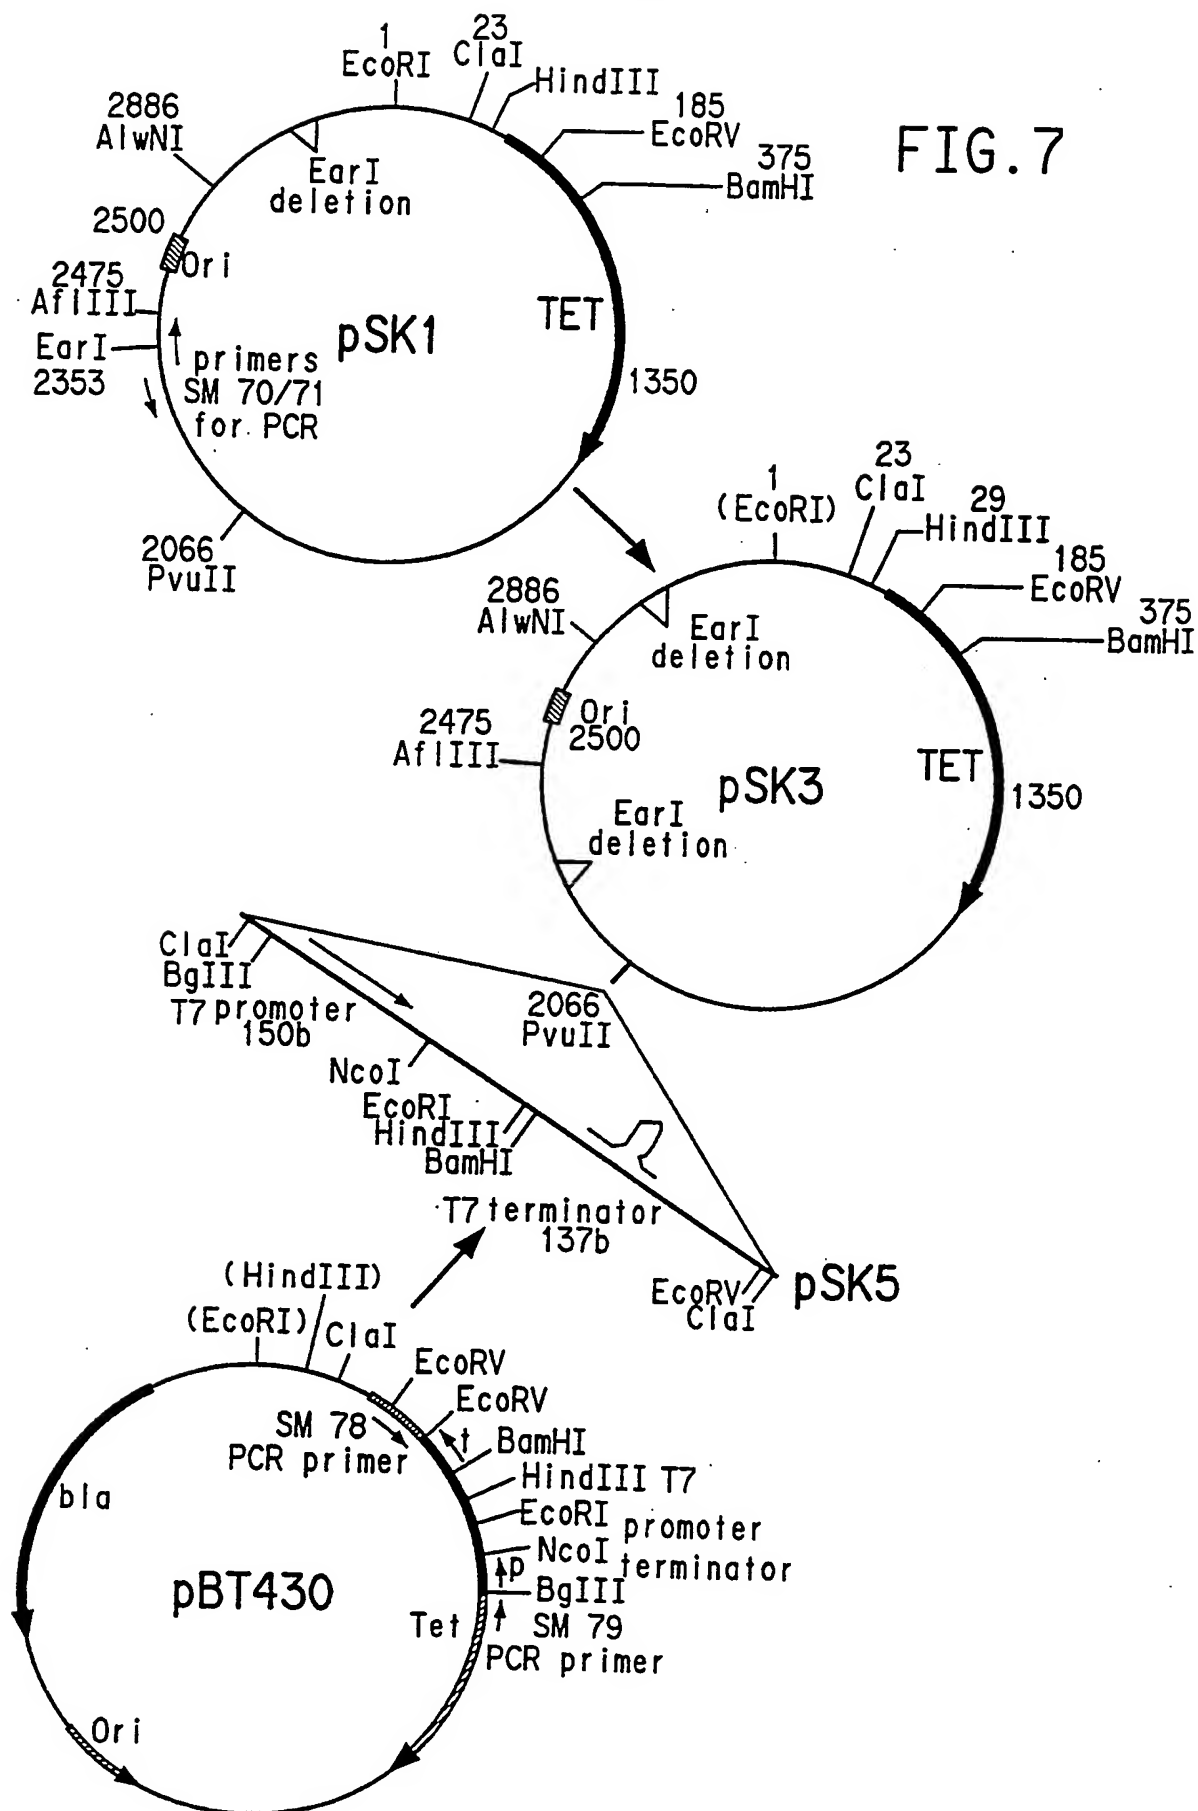 FIG.7
1
EcoRI
23
ClaI
HindIII
185
EcoRV
375
BamHI
2886
AlwNI
EarI
deletion
2500
Ori
2475
AflIII
EarI
2353
primers
SM 70/71
for PCR
pSK1
TET
1350
2066
PvuII
1
(EcoRI)
23
ClaI
29
HindIII
185
EcoRV
375
BamHI
2886
AlwNI
EarI
deletion
Ori
2500
2475
AflIII
pSK3
TET
1350
EarI
deletion
2066
PvuII
ClaI
BglII
T7 promoter
150b
NcoI
EcoRI
HindIII
BamHI
T7 terminator
137b
EcoRV
ClaI
pSK5
(HindIII)
(EcoRI)
ClaI
EcoRV
EcoRV
SM 78
PCR primer
t
BamHI
HindIII T7
EcoRI promoter
NcoI terminator
p
BglII
SM 79
PCR primer
bla
pBT430
Tet
Ori